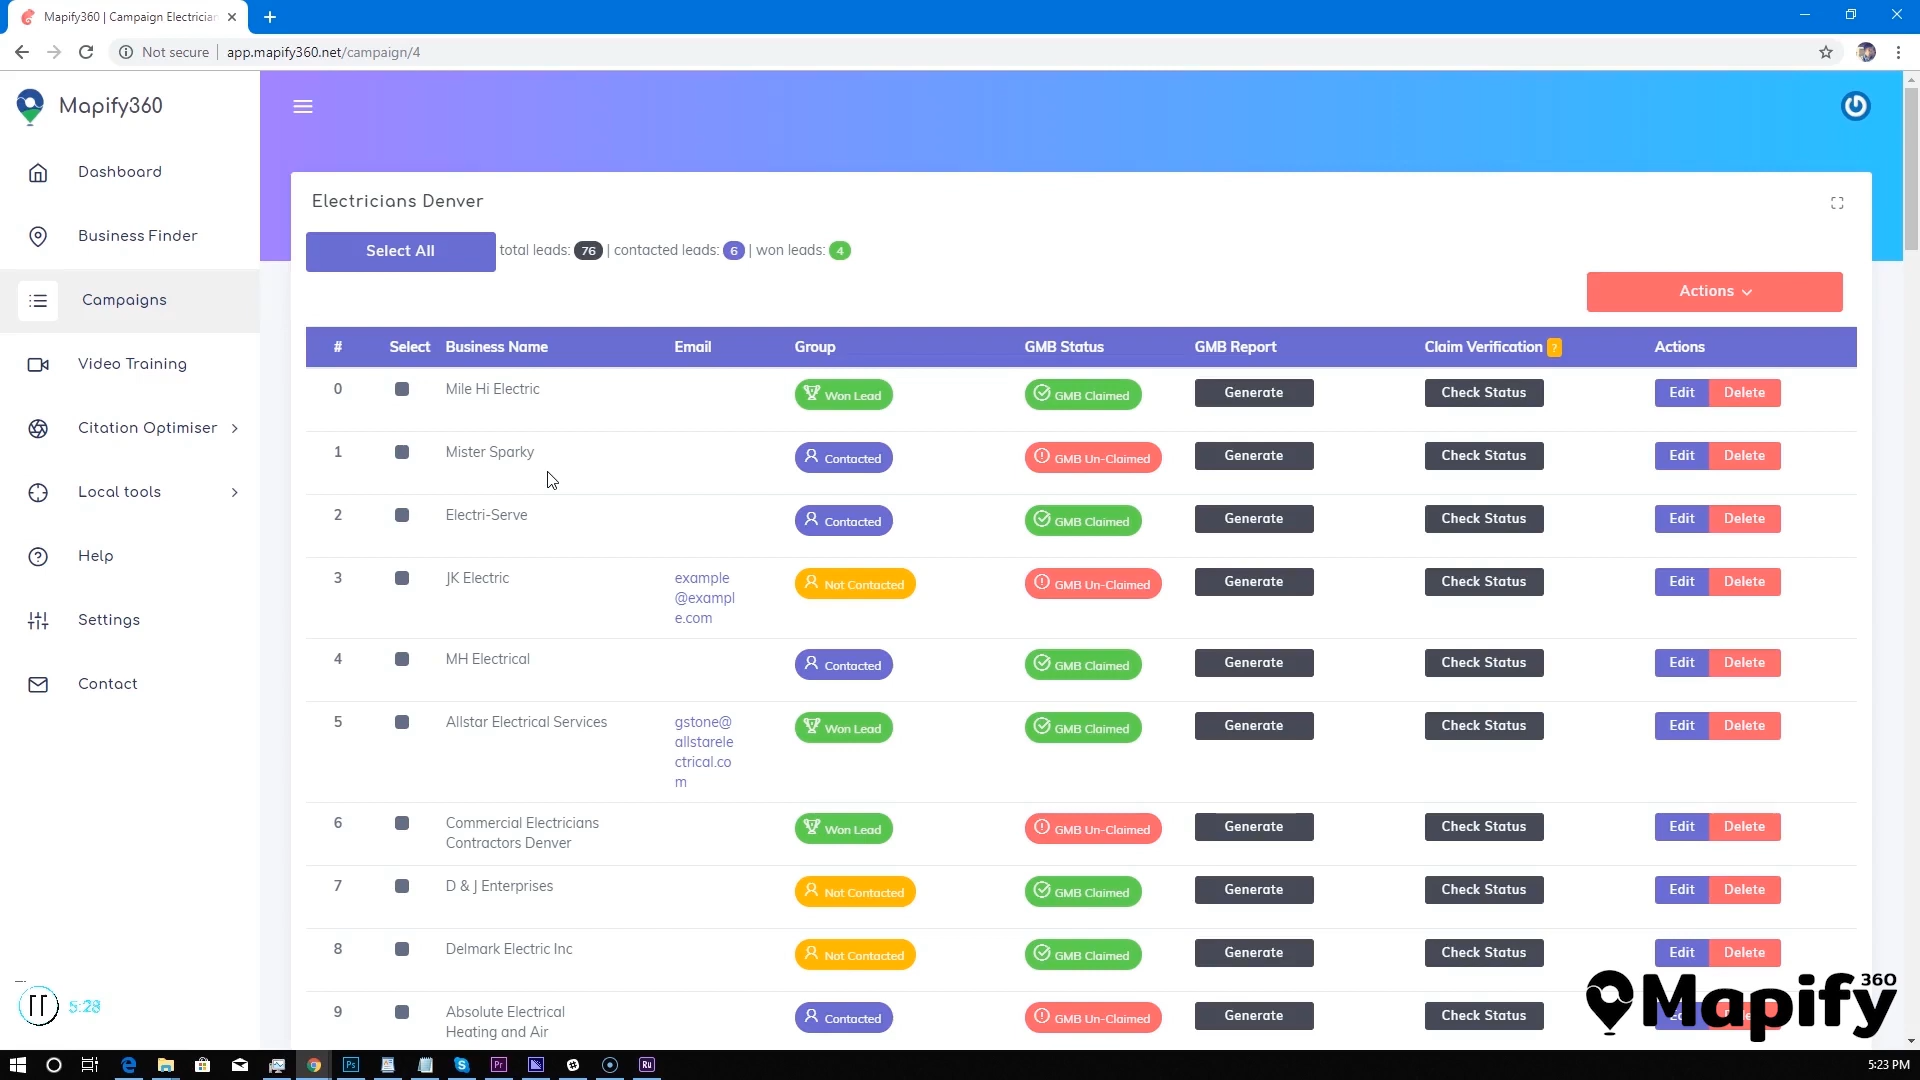 Mapify360 | Campaign Electrician
Not secure
app.mapify360.net/campaign/4
Mapify360
Dashboard
Business Finder
Campaigns
Video Training
Citation Optimiser
Local tools
Help
Settings
Contact
Electricians Denver
Select All total leads: 76 | contacted leads: 6 | won leads: 4
Actions
# Select Business Name Email Group GMB Status GMB Report Claim Verification ? Actions
0 Mile Hi Electric Won Lead GMB Claimed Generate Check Status Edit Delete
1 Mister Sparky Contacted GMB Un-Claimed Generate Check Status Edit Delete
2 Electri-Serve Contacted GMB Claimed Generate Check Status Edit Delete
3 JK Electric example Not Contacted GMB Un-Claimed Generate Check Status Edit Delete
@exampl
e.com
4 MH Electrical Contacted GMB Claimed Generate Check Status Edit Delete
5 Allstar Electrical Services gstone@ Won Lead GMB Claimed Generate Check Status Edit Delete
allstarele
ctrical.co
m
6 Commercial Electricians Won Lead GMB Un-Claimed Generate Check Status Edit Delete
Contractors Denver
7 D & J Enterprises Not Contacted GMB Claimed Generate Check Status Edit Delete
8 Delmark Electric Inc Not Contacted GMB Claimed Generate Check Status Edit Delete
9 Absolute Electrical Contacted GMB Un-Claimed Generate Check Status
Heating and Air
Mapify 360
5:28
Ps
Pr
Ru
5:23 PM